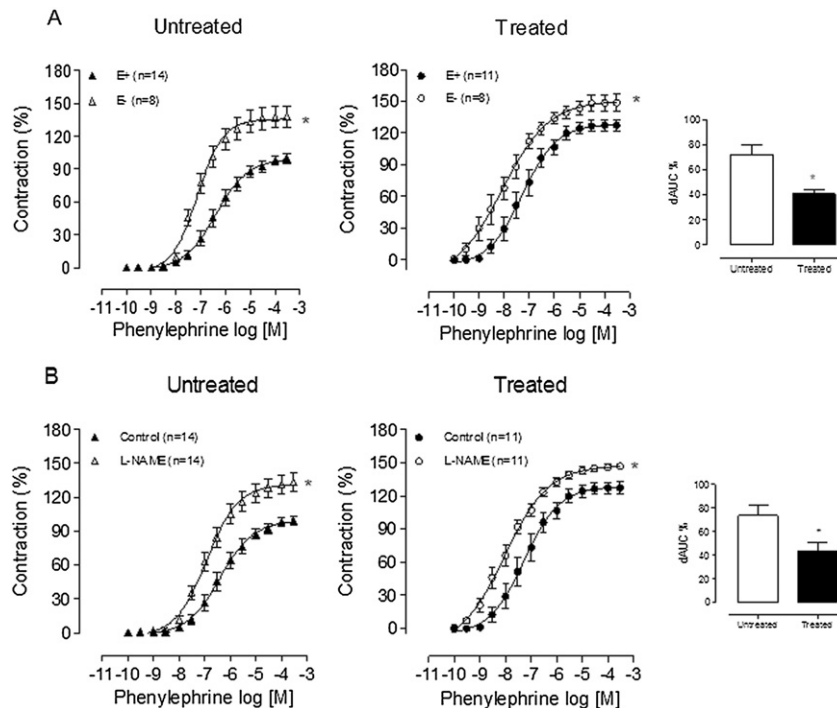 A
Untreated
Treated
E+ (n=14)
E- (n=8)
E+ (n=11)
E- (n=8)
Contraction (%)
180
150
120
90
60
30
0
*
Contraction (%)
180
150
120
90
60
30
0
*
dAUC %
100
80
60
40
20
0
*
Untreated
Treated
-11 -10 -9 -8 -7 -6 -5 -4 -3
Phenylephrine log [M]
-11 -10 -9 -8 -7 -6 -5 -4 -3
Phenylephrine log [M]
B
Untreated
Treated
Control (n=14)
L-NAME (n=14)
Control (n=11)
L-NAME (n=11)
Contraction (%)
180
150
120
90
60
30
0
*
Contraction (%)
180
150
120
90
60
30
0
*
dAUC %
100
80
60
40
20
0
*
Untreated
Treated
-11 -10 -9 -8 -7 -6 -5 -4 -3
Phenylephrine log [M]
-11 -10 -9 -8 -7 -6 -5 -4 -3
Phenylephrine log [M]